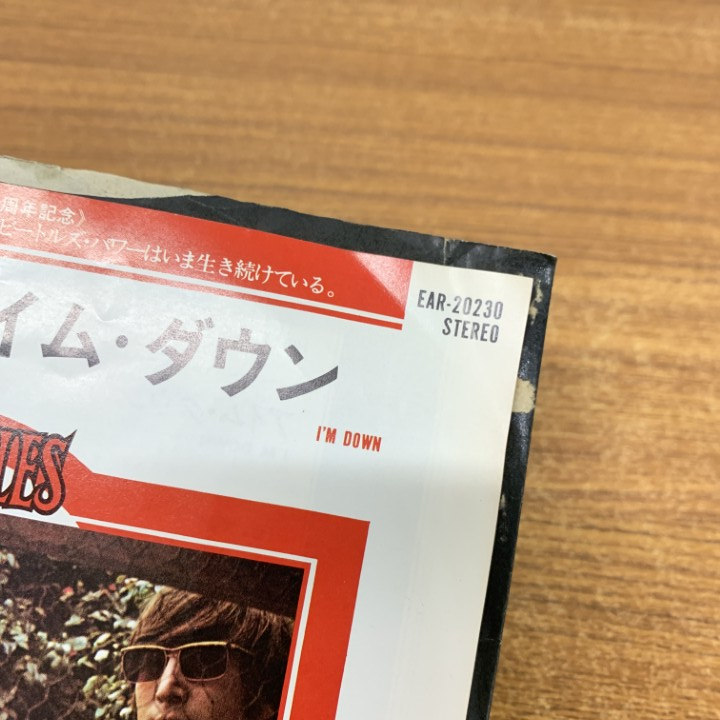 周年記念》
ビートルズ・パワーはいま生き続けている。
EAR-20230
STEREO
イム・ダウン
I'M DOWN
LES